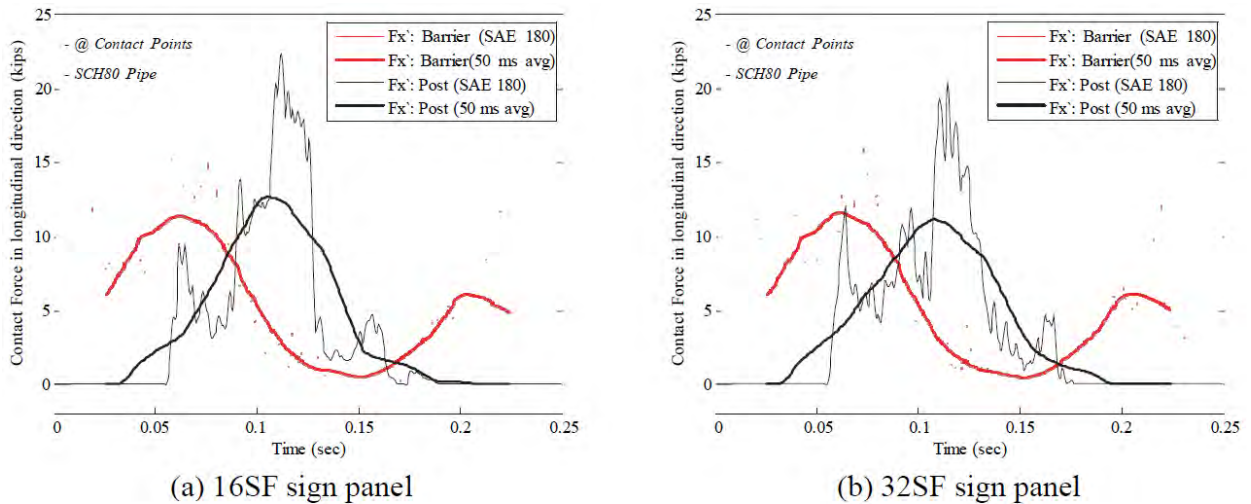 25
20
15
10
5
0
Contact Force in longitudinal direction (kips)
- @ Contact Points
- SCH80 Pipe
Fx`: Barrier (SAE 180)
Fx`: Barrier(50 ms avg)
Fx`: Post (SAE 180)
Fx`: Post (50 ms avg)
0 0.05 0.1 0.15 0.2 0.25
Time (sec)
(a) 16SF sign panel
25
20
15
10
5
0
Contact Force in longitudinal direction (kips)
- @ Contact Points
- SCH80 Pipe
Fx`: Barrier (SAE 180)
Fx`: Barrier(50 ms avg)
Fx`: Post (SAE 180)
Fx`: Post (50 ms avg)
0 0.05 0.1 0.15 0.2 0.25
Time (sec)
(b) 32SF sign panel